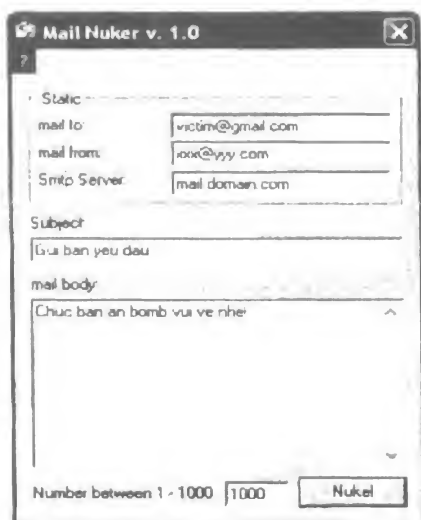 Mail Nuker v. 1.0
?
Static
mail to: victim@gmail.com
mail from: xxx@yyy.com
Smtp Server: mail.domain.com
Subject
Gui ban yeu dau
mail body:
Chuc ban an bomb vui ve nhe!
Number between 1 - 1000 1000 Nuke!